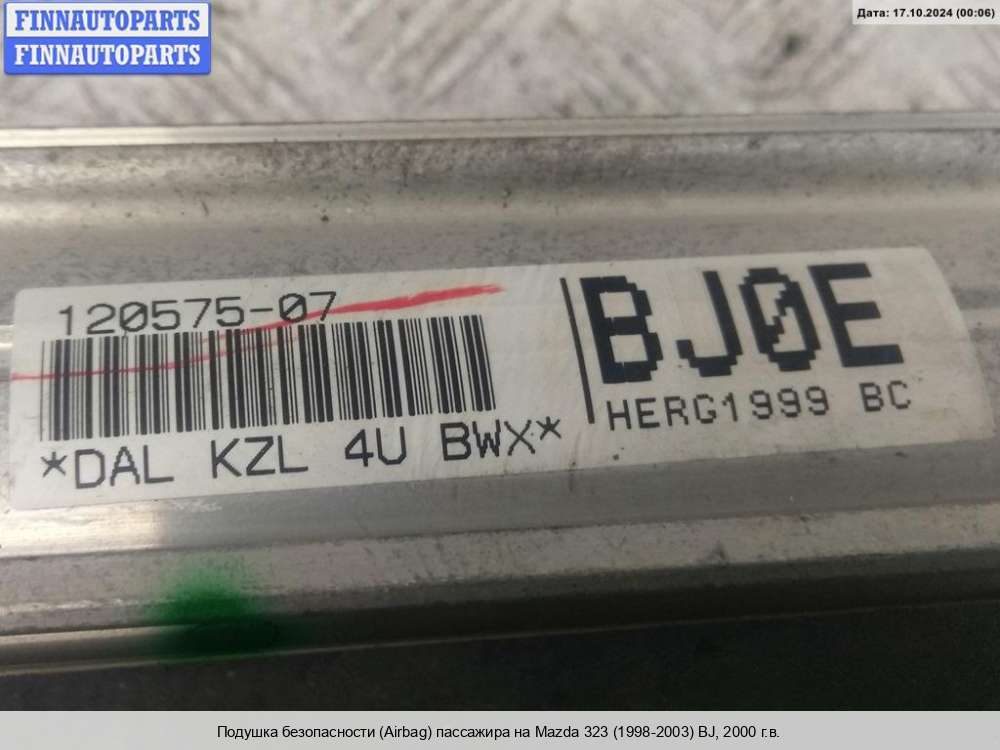 FINNAUTOPARTS
FINNAUTOPARTS
Дата: 17.10.2024 (00:06)
120575-07
*DAL KZL 4U BWX*
BJ0E
HERG1999 BC
Подушка безопасности (Airbag) пассажира на Mazda 323 (1998-2003) BJ, 2000 г.в.